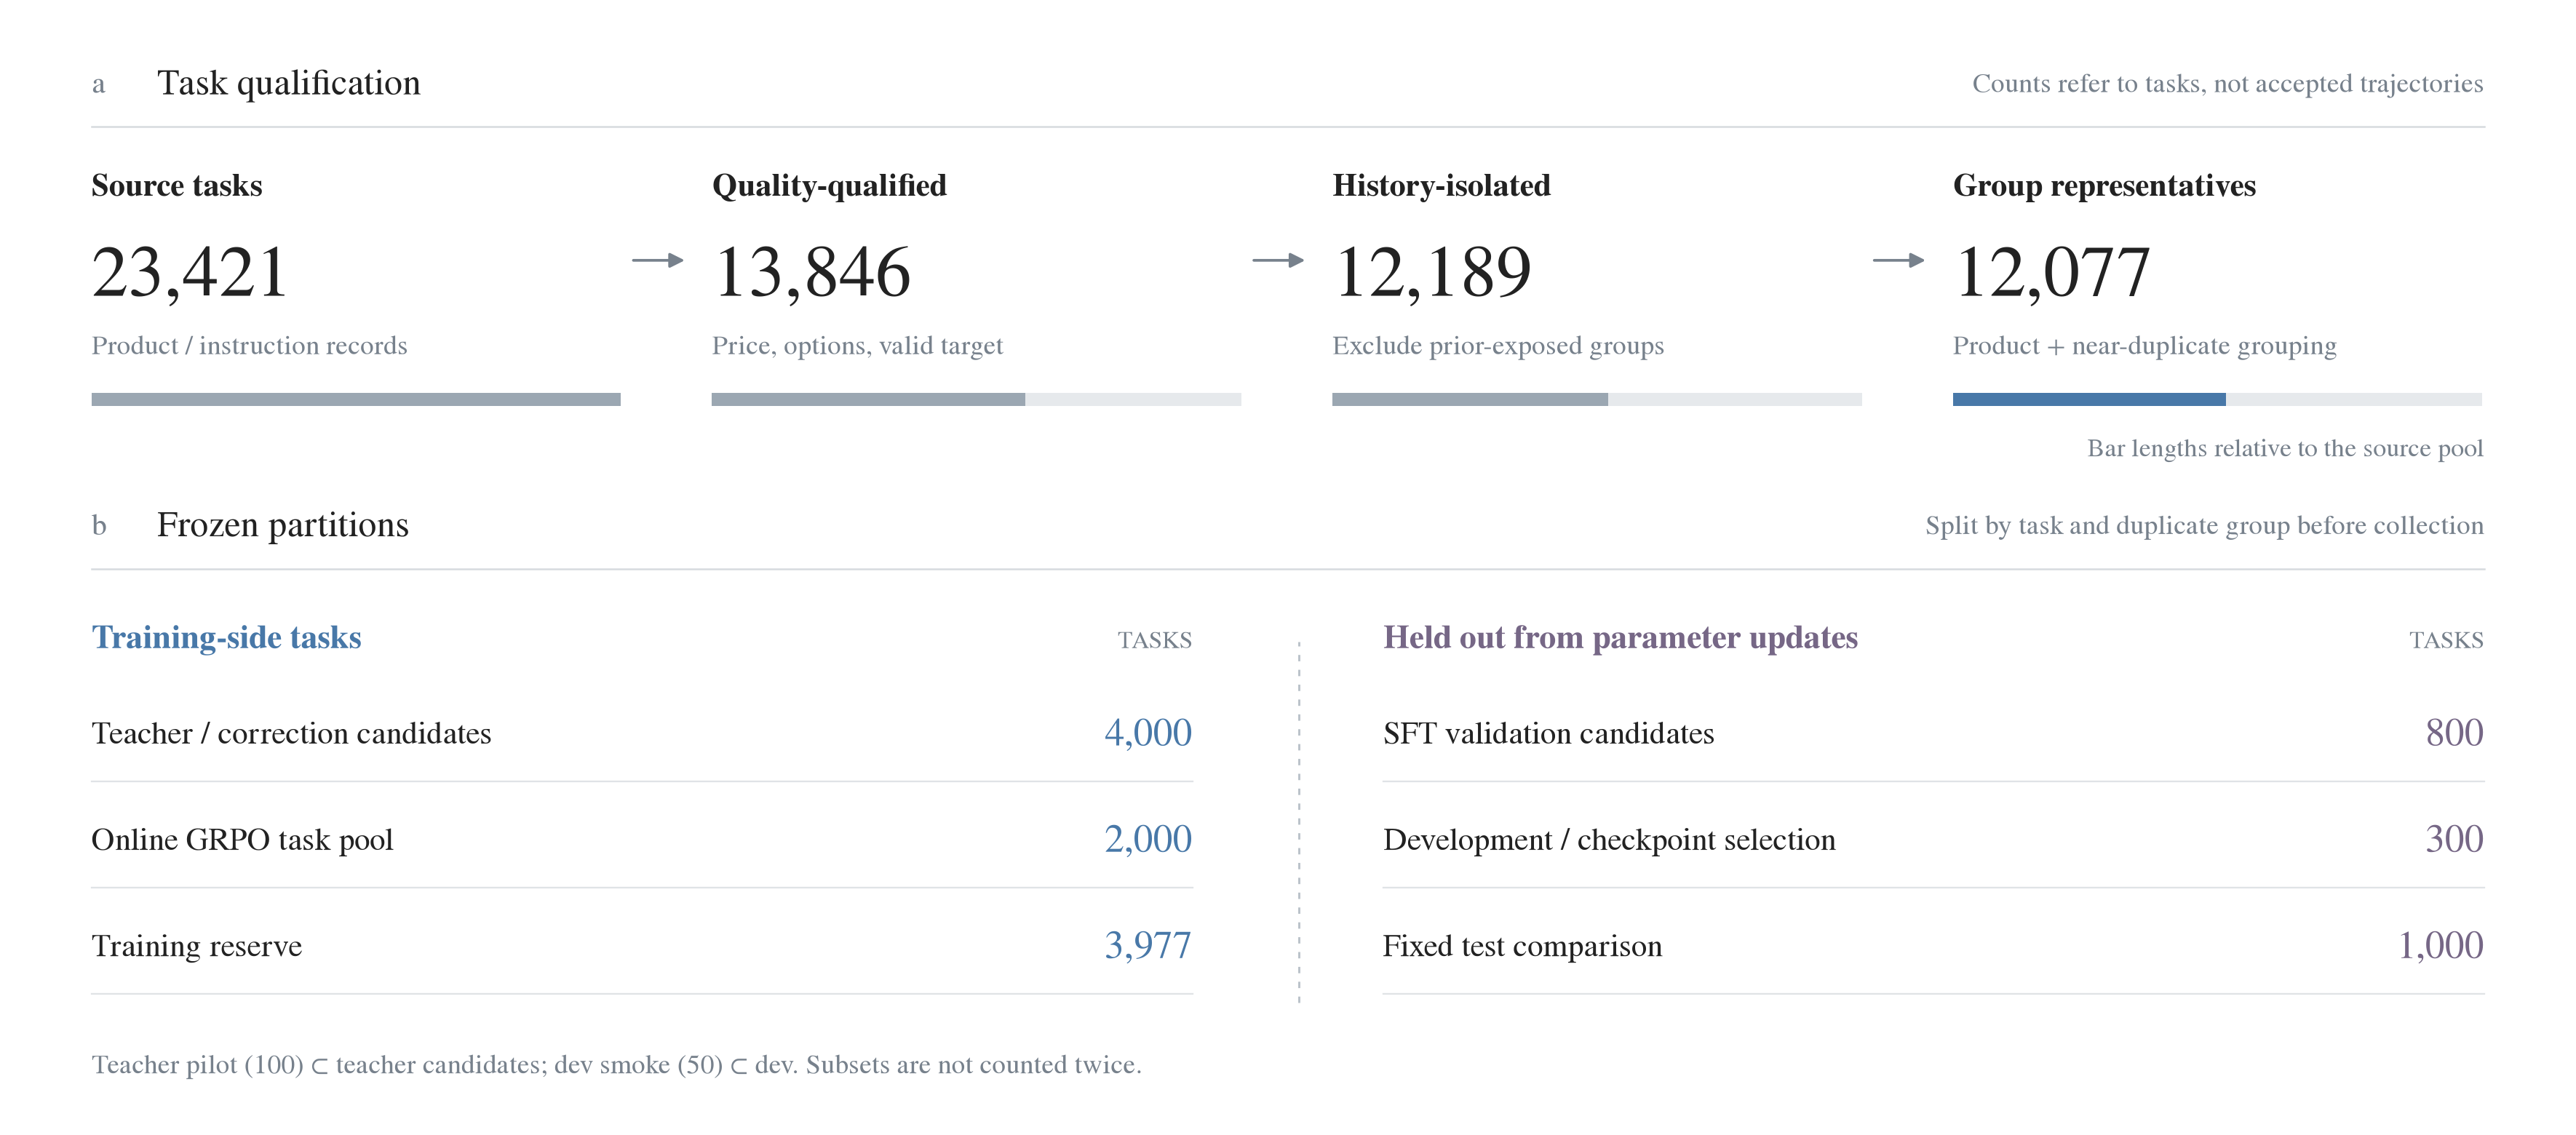 a Task qualification Counts refer to tasks, not accepted trajectories
Source tasks Quality-qualified History-isolated Group representatives
23,421 → 13,846 → 12,189 → 12,077
Product / instruction records Price, options, valid target Exclude prior-exposed groups Product + near-duplicate grouping
Bar lengths relative to the source pool
b Frozen partitions Split by task and duplicate group before collection
Training-side tasks TASKS Held out from parameter updates TASKS
Teacher / correction candidates 4,000 SFT validation candidates 800
Online GRPO task pool 2,000 Development / checkpoint selection 300
Training reserve 3,977 Fixed test comparison 1,000
Teacher pilot (100) ⊂ teacher candidates; dev smoke (50) ⊂ dev. Subsets are not counted twice.